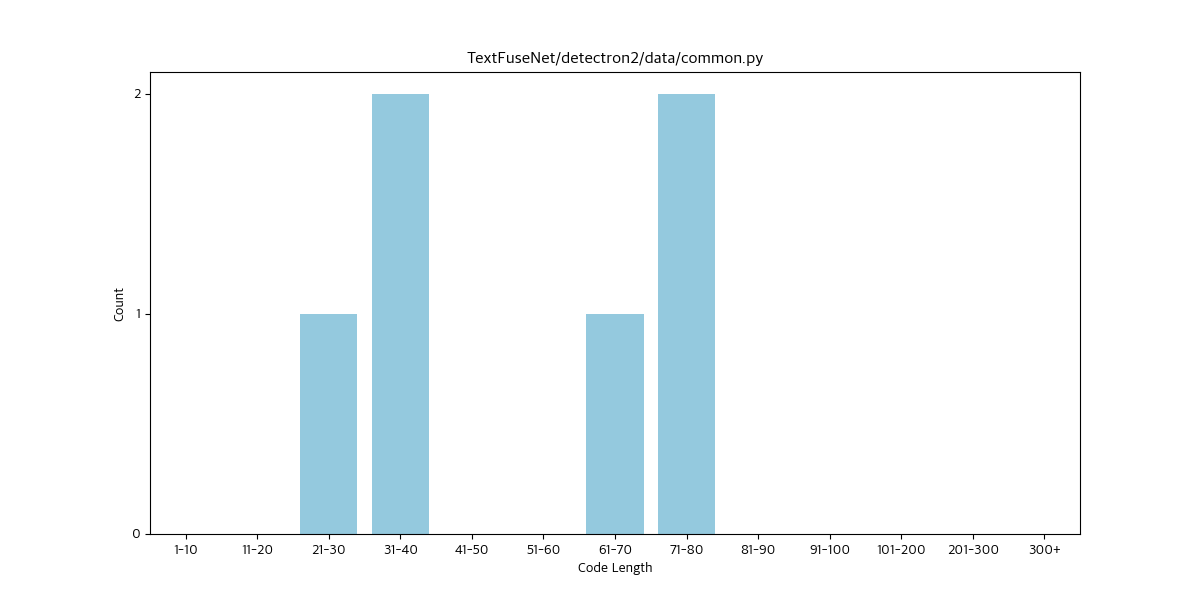 TextFuseNet/detectron2/data/common.py
2
1
0
Count
1-10 11-20 21-30 31-40 41-50 51-60 61-70 71-80 81-90 91-100 101-200 201-300 300+
Code Length